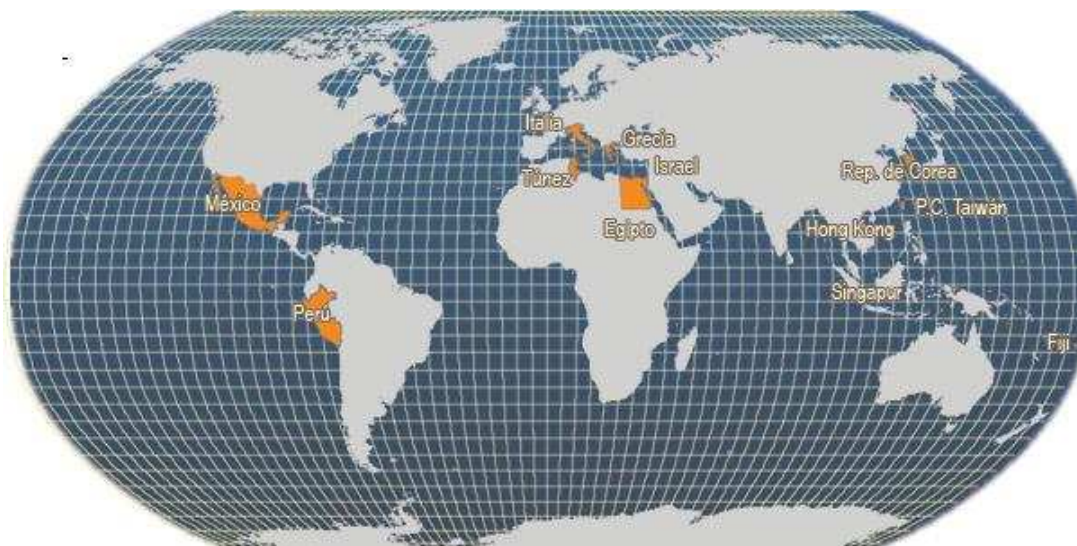 Italia
Grecia
Túnez
Israel
Rep. de Corea
México
P.C. Taiwán
Egipto
Hong Kong
Singapur
Perú
Fiji